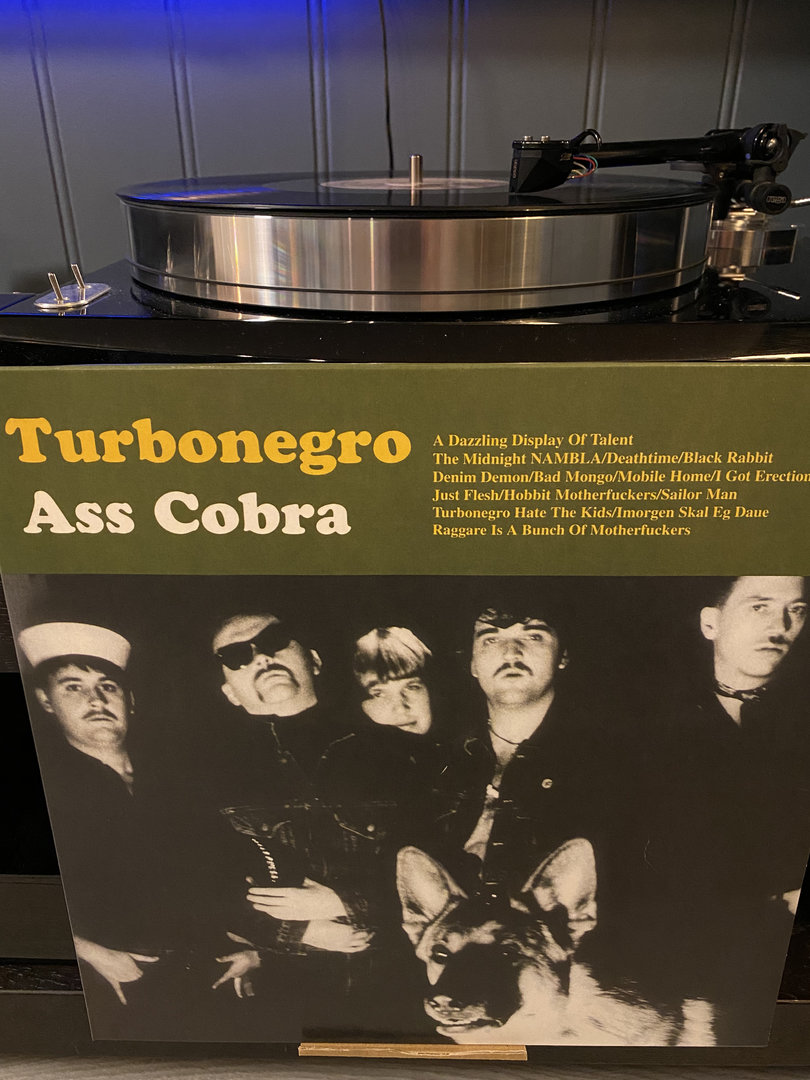 Turbonegro
Ass Cobra
A Dazzling Display Of Talent
The Midnight NAMBLA/Deathtime/Black Rabbit
Denim Demon/Bad Mongo/Mobile Home/I Got Erection
Just Flesh/Hobbit Motherfuckers/Sailor Man
Turbonegro Hate The Kids/Imorgen Skal Eg Daue
Raggare Is A Bunch Of Motherfuckers